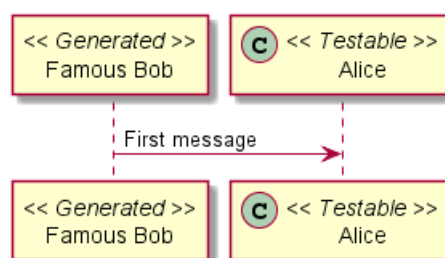 << Generated >>
Famous Bob
C << Testable >>
Alice
First message
<< Generated >>
Famous Bob
C << Testable >>
Alice